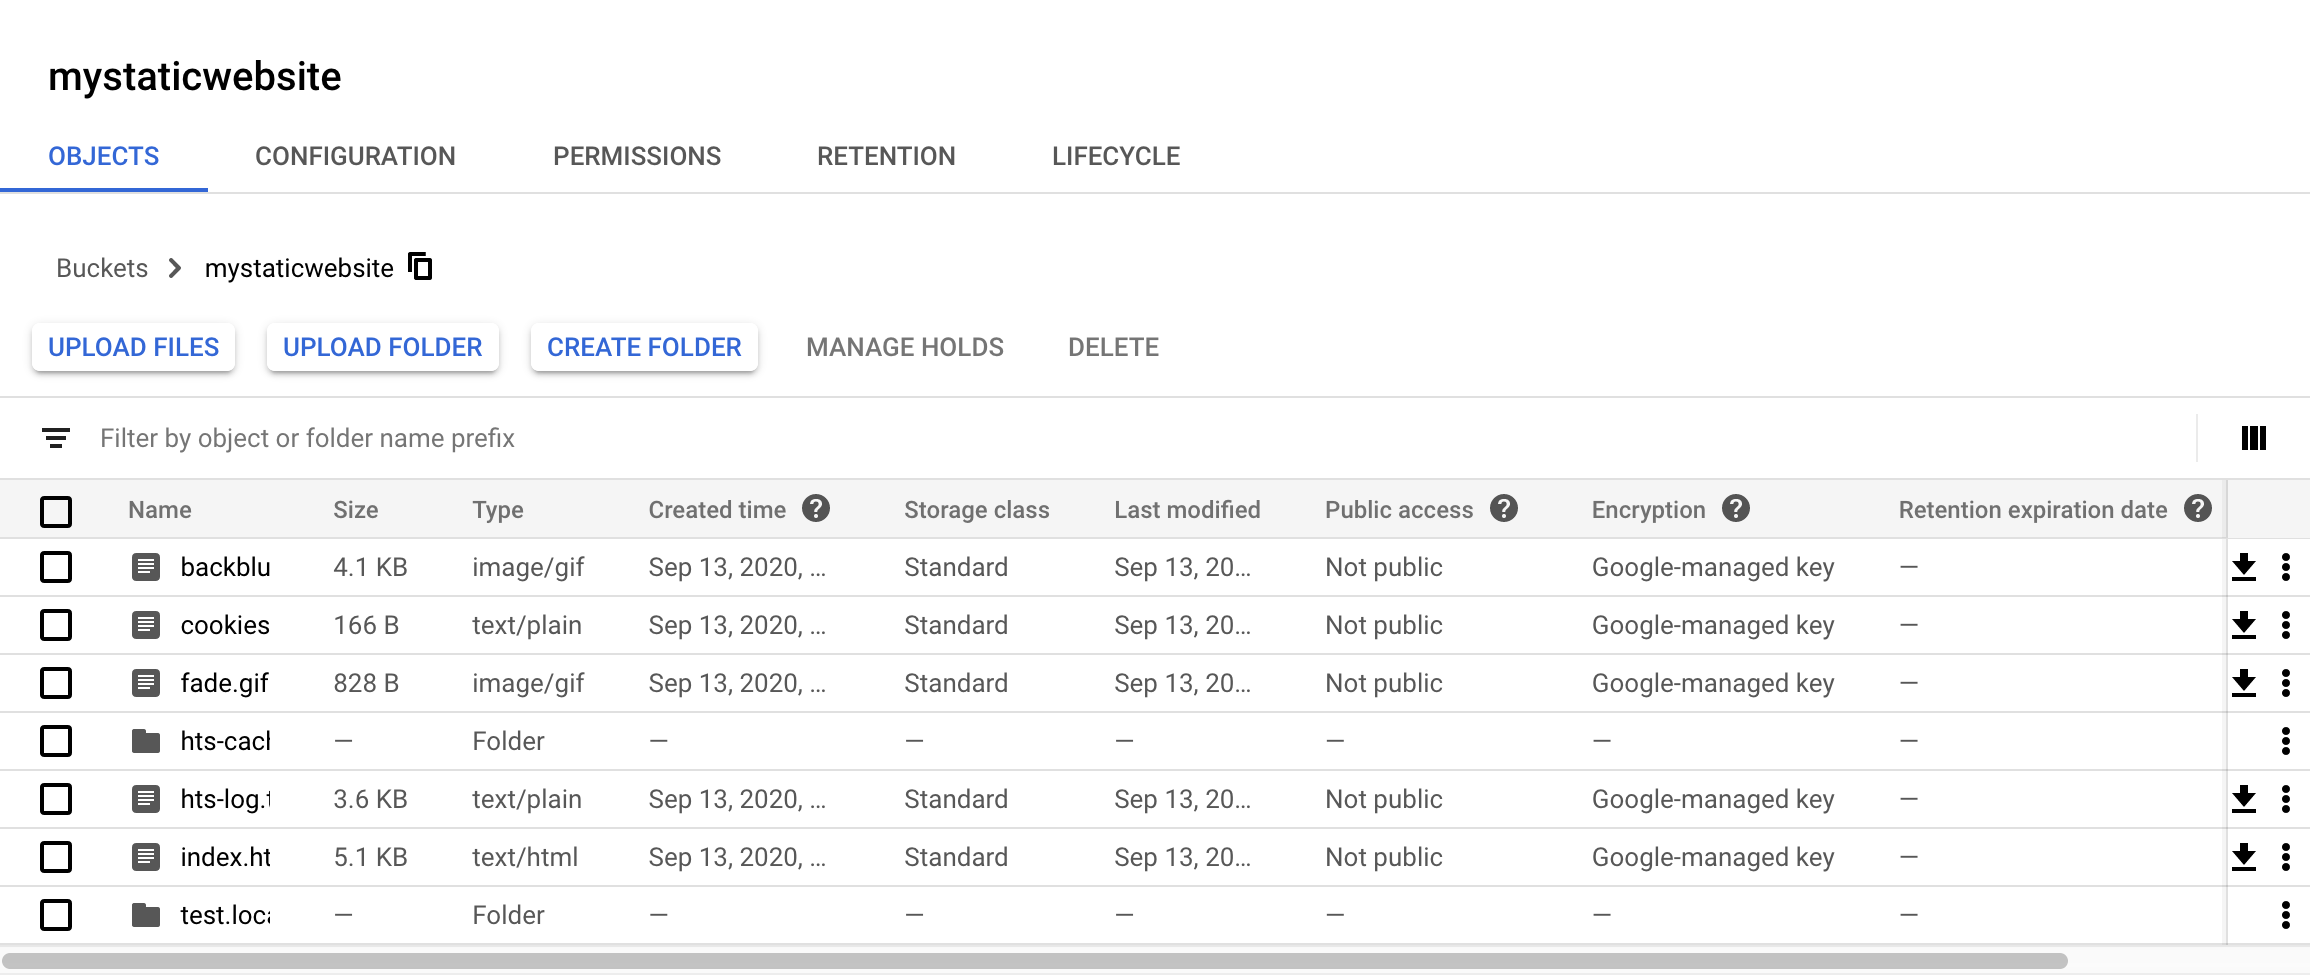 mystaticwebsite
OBJECTS CONFIGURATION PERMISSIONS RETENTION LIFECYCLE
Buckets mystaticwebsite
UPLOAD FILES UPLOAD FOLDER CREATE FOLDER MANAGE HOLDS DELETE
Filter by object or folder name prefix
Name Size Type Created time Storage class Last modified Public access Encryption Retention expiration date
backblu 4.1 KB image/gif Sep 13, 2020, ... Standard Sep 13, 20... Not public Google-managed key —
cookies 166 B text/plain Sep 13, 2020, ... Standard Sep 13, 20... Not public Google-managed key —
fade.gif 828 B image/gif Sep 13, 2020, ... Standard Sep 13, 20... Not public Google-managed key —
hts-cach — Folder — — — — — —
hts-log.t 3.6 KB text/plain Sep 13, 2020, ... Standard Sep 13, 20... Not public Google-managed key —
index.ht 5.1 KB text/html Sep 13, 2020, ... Standard Sep 13, 20... Not public Google-managed key —
test.loca — Folder — — — — — —